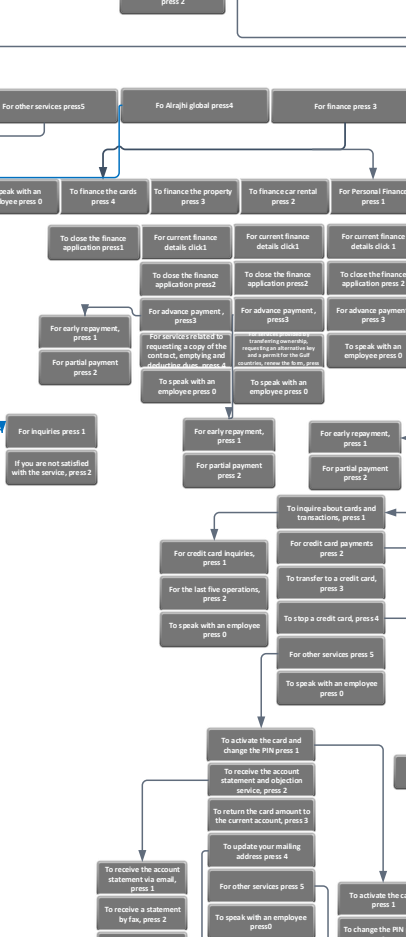 press 2
For other services press5
Fo Alrajhi global press4
For finance press 3
eak with an
oyee press 0
To finance the cards
press 4
To finance the property
press 3
To finance car rental
press 2
For Personal Finance
press 1
To close the finance
application press1
For current finance
details click1
For current finance
details click1
For current finance
details click 1
To close the finance
application press2
To close the finance
application press2
To close the finance
application press 2
For advance payment ,
press3
For advance payment ,
press3
For advance payment
press 3
For early repayment,
press 1
For partial payment
press 2
For services related to
requesting a copy of the
contract, emptying and
deducting dues, press 4
transferring ownership,
requesting an alternative key
and a permit for the Gulf
countries, renew the form, press
To speak with an
employee press 0
To speak with an
employee press 0
To speak with an
employee press 0
For inquiries press 1
If you are not satisfied
with the service, press2
For early repayment,
press 1
For partial payment
press 2
For early repayment,
press 1
For partial payment
press 2
To inquire about cards and
transactions, press 1
For credit card payments
press 2
To transfer to a credit card,
press 3
To stop a credit card, press4
For other services press 5
To speak with an employee
press 0
For credit card inquiries,
press 1
For the last five operations,
press 2
To speak with an employee
press 0
To activate the card and
change the PIN press 1
To receive the account
statement and objection
service, press 2
To return the card amount to
the current account, press 3
To update your mailing
address press 4
For other services press 5
To speak with an employee
press0
To receive the account
statement via email,
press 1
To receive a statement
by fax, press 2
To activate the ca
press 1
To change the PIN